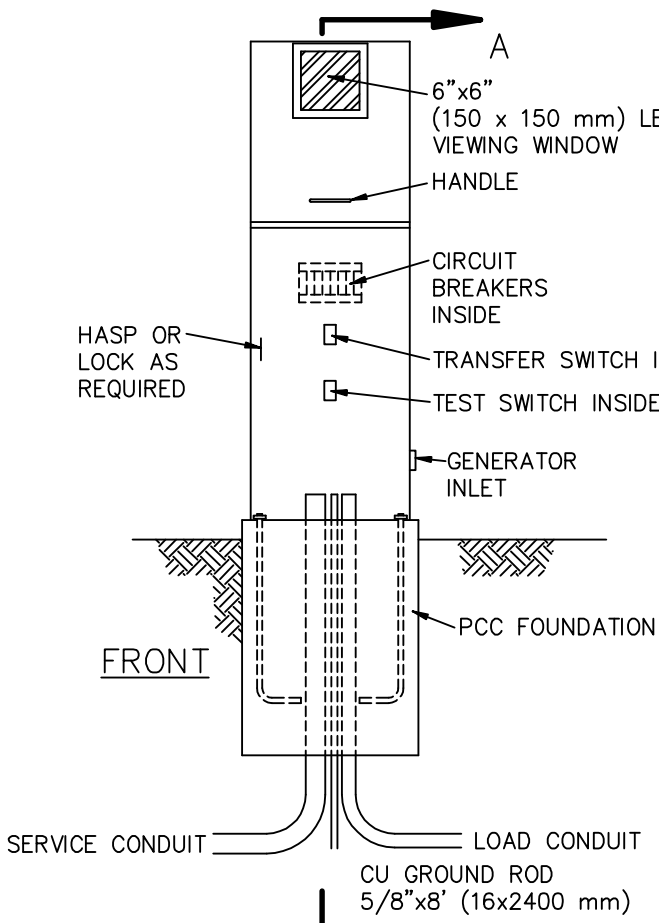 A
6"x6"
(150 x 150 mm)
VIEWING WINDOW
HANDLE
CIRCUIT
BREAKERS
INSIDE
HASP OR
LOCK AS
REQUIRED
TRANSFER SWITCH
TEST SWITCH INSIDE
GENERATOR
INLET
PCC FOUNDATION
FRONT
SERVICE CONDUIT
LOAD CONDUIT
CU GROUND ROD
5/8"x8' (16x2400 mm)